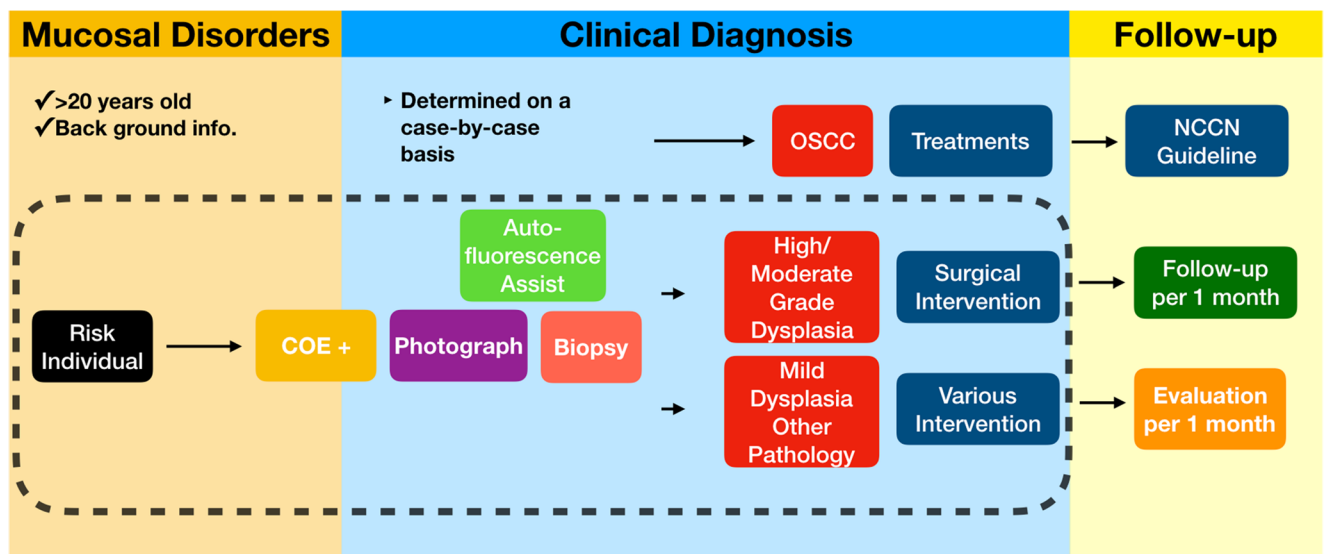 Mucosal Disorders
Clinical Diagnosis
Follow-up
✓>20 years old
✓Back ground info.
‣ Determined on a
case-by-case
basis
OSCC
Treatments
NCCN
Guideline
Auto-
fluorescence
Assist
High/
Moderate
Grade
Dysplasia
Surgical
Intervention
Follow-up
per 1 month
Risk
Individual
COE +
Photograph
Biopsy
Mild
Dysplasia
Other
Pathology
Various
Intervention
Evaluation
per 1 month